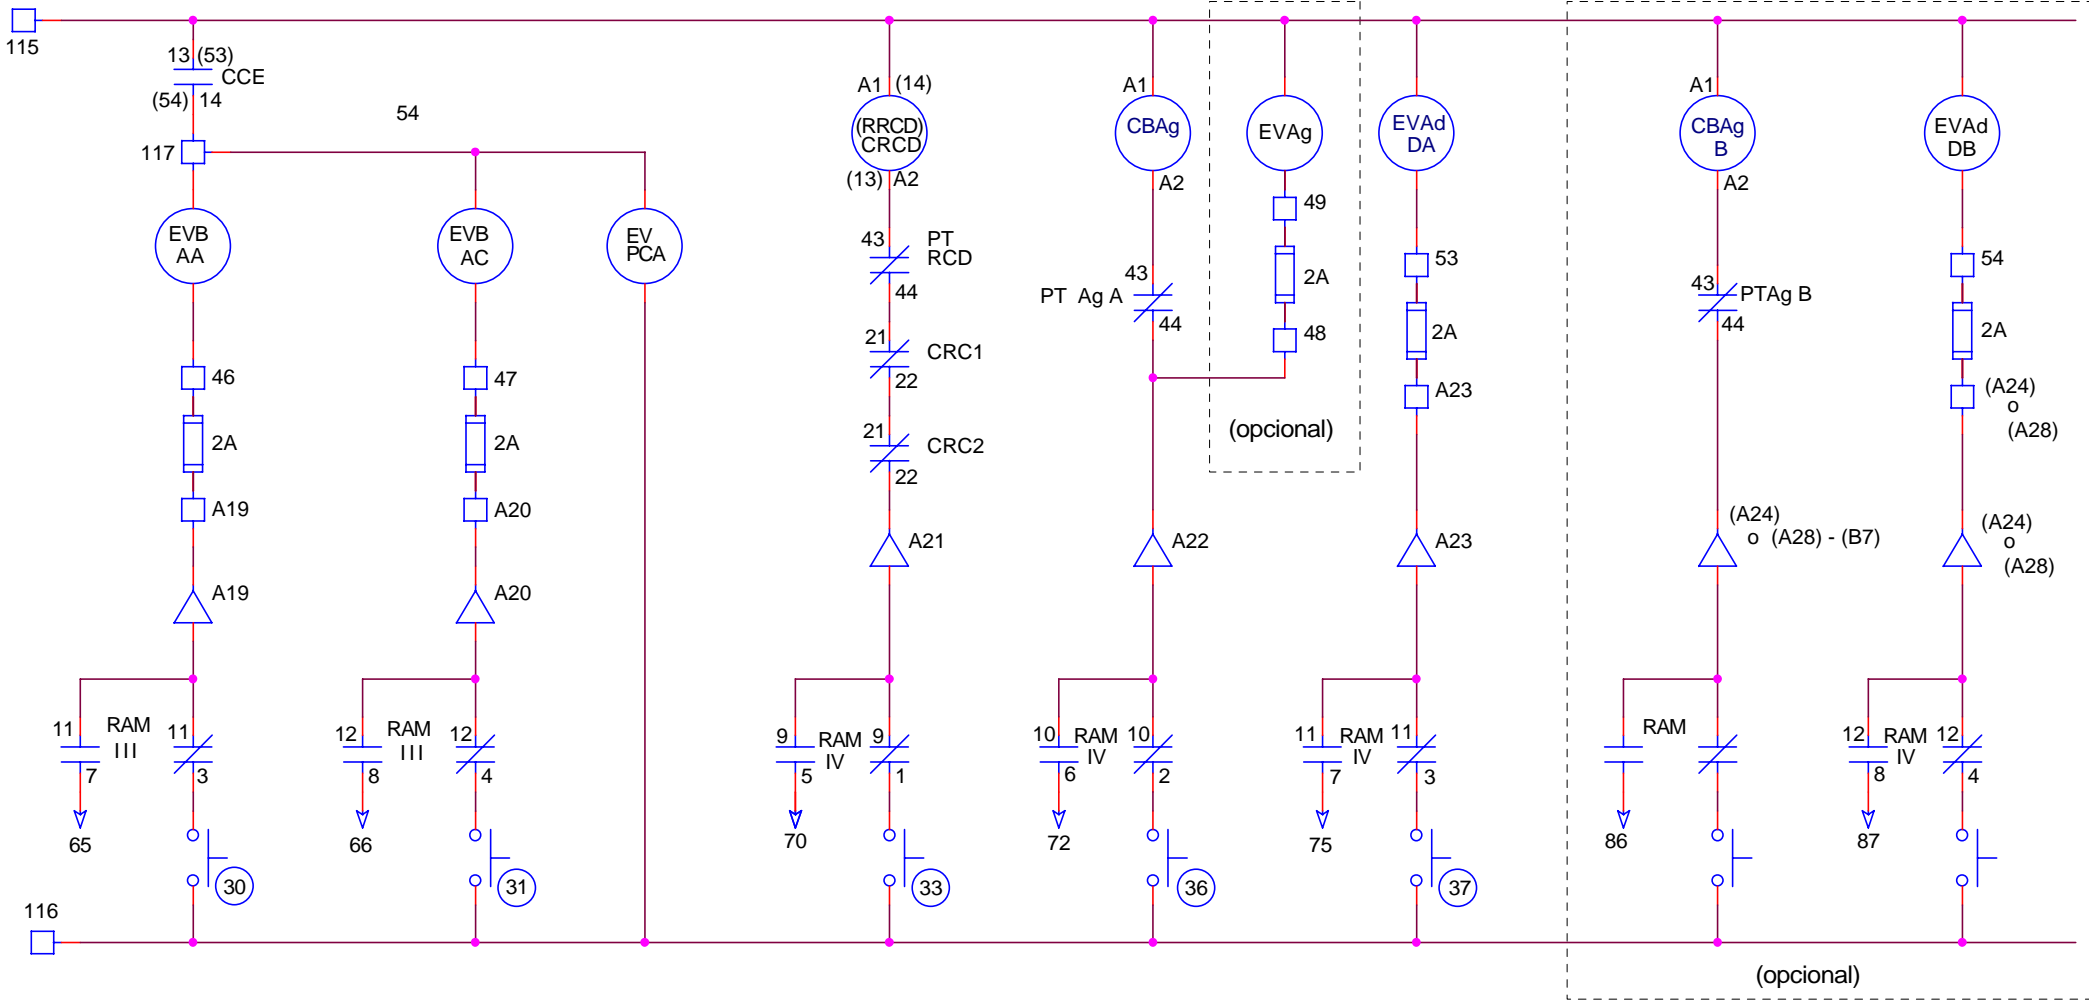 115
13 (53)
CCE
(54) 14
54
117
EVB
AA
EVB
AC
EV
PCA
46
2A
A19
A19
47
2A
A20
A20
11
RAM
III
7
11
3
65
30
12
RAM
III
8
12
4
66
31
116
A1 (14)
(RRCD)
CRCD
(13) A2
43
PT
RCD
44
21
CRC1
22
21
CRC2
22
A21
9
RAM
IV
5
9
1
70
33
A1
CBAg
A2
43
PT Ag A
44
A22
10
RAM
IV
6
10
2
72
36
EVAg
49
2A
48
(opcional)
EVAd
DA
53
2A
A23
A23
11
RAM
IV
7
11
3
75
37
A1
CBAg
B
A2
43
PTAg B
44
(A24)
o (A28) - (B7)
RAM
86
EVAd
DB
54
2A
(A24)
o
(A28)
(A24)
o
(A28)
12
RAM
IV
8
12
4
87
(opcional)